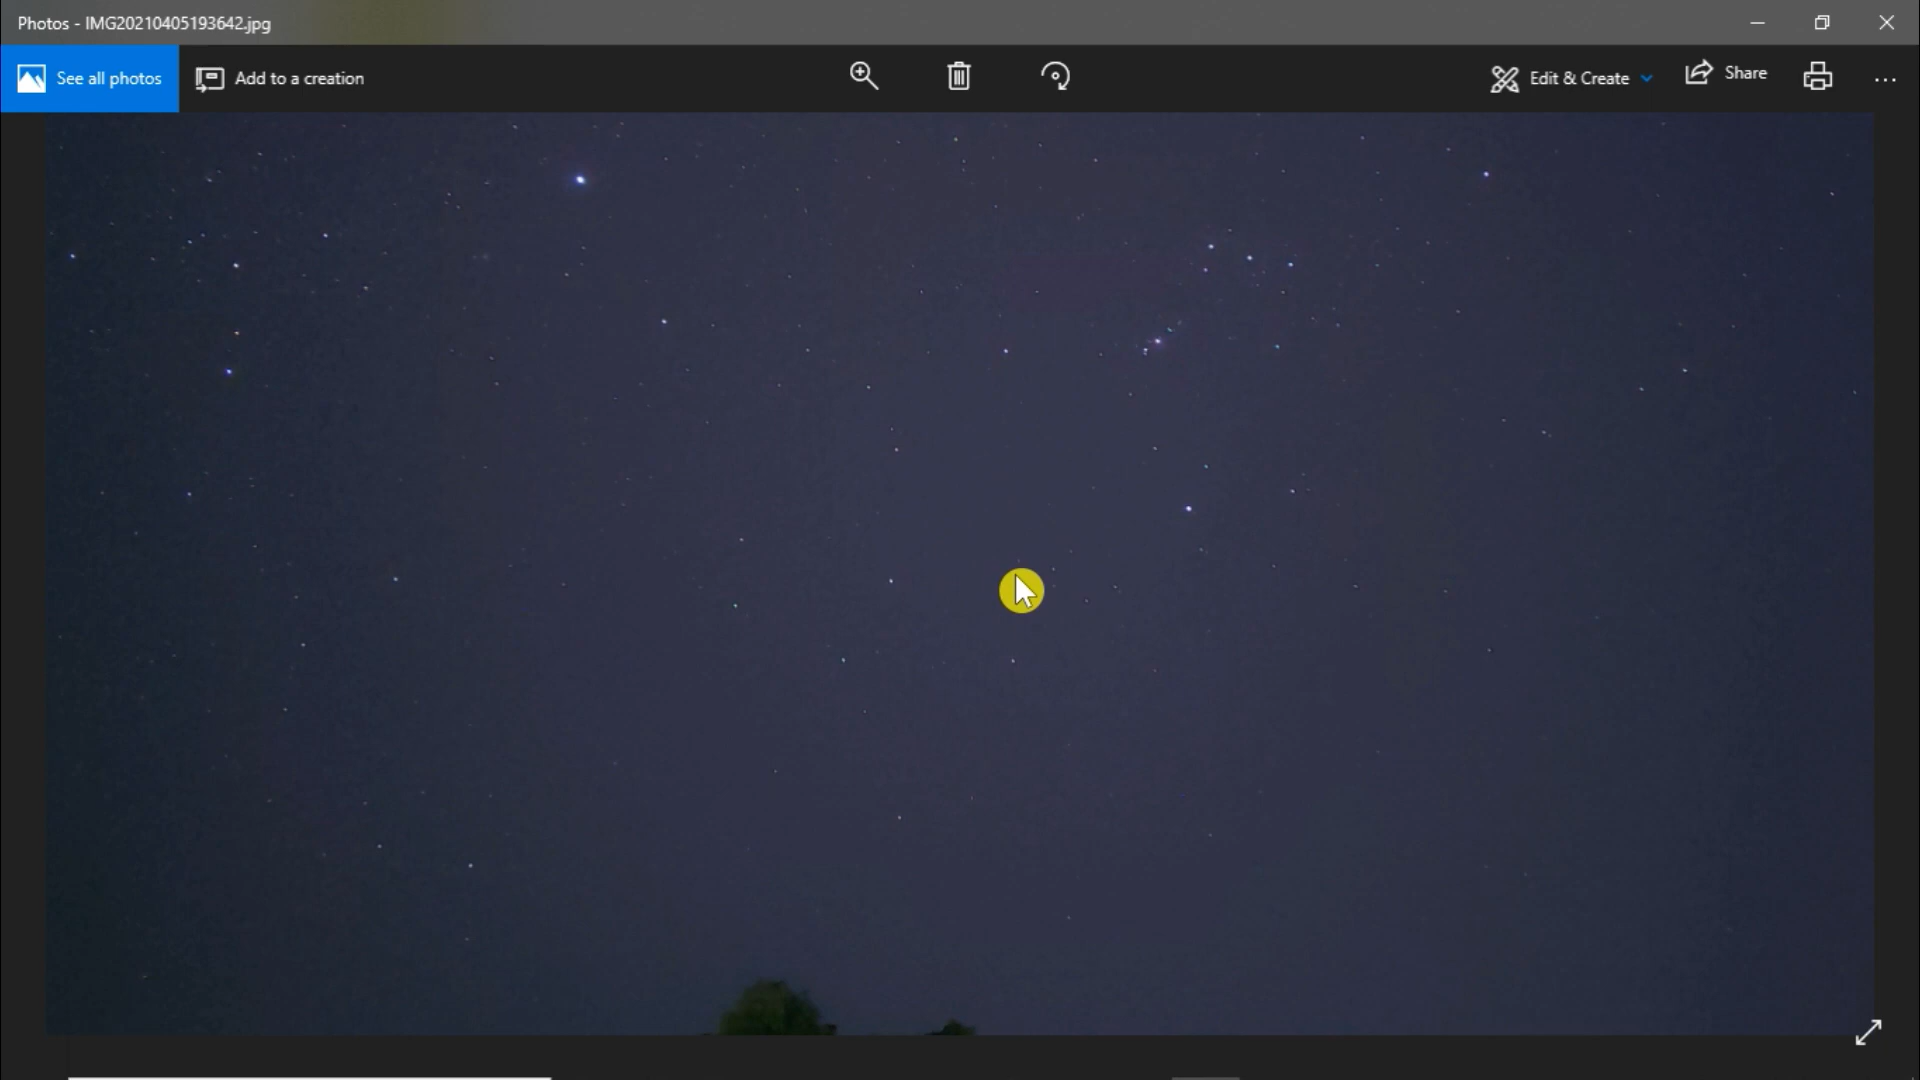 Photos - IMG20210405193642.jpg
See all photos
Add to a creation
Edit & Create
Share